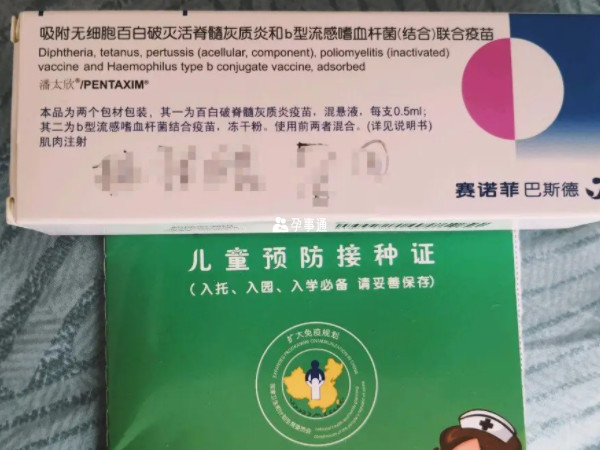 吸附无细胞百白破灭活脊髓灰质炎和b型流感嗜血杆菌(结合)联合疫苗
Diphtheria, tetanus, pertussis (acellular, component), poliomyelitis (inactivated)
vaccine and Haemophilus type b conjugate vaccine, adsorbed
潘太欣®/PENTAXIM®
本品为两个包材包装，其一为百白破脊髓灰质炎疫苗，混悬液，每支0.5ml；
其二为b型流感嗜血杆菌结合疫苗，冻干粉。使用前两者混合。(详见说明书)
肌肉注射
赛诺菲巴斯德
孕事通
儿童预防接种证
(入托、入园、入学必备 请妥善保存)
扩大免疫规划